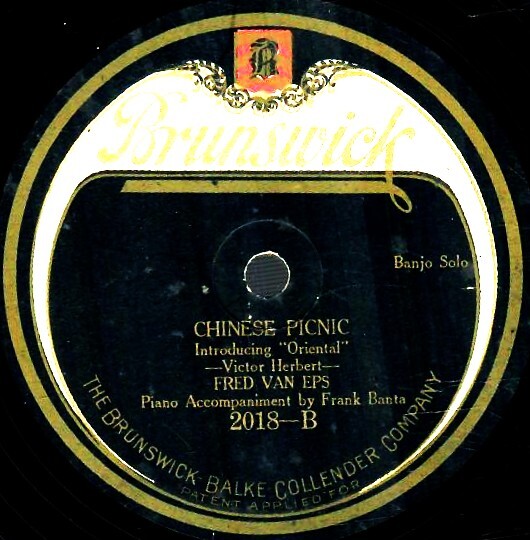 B
Brunswick
Banjo Solo
CHINESE PICNIC
Introducing "Oriental"
—Victor Herbert—
FRED VAN EPS
Piano Accompaniment by Frank Banta
2018—B
THE BRUNSWICK-BALKE-COLLENDER COMPANY
PATENT APPLIED FOR